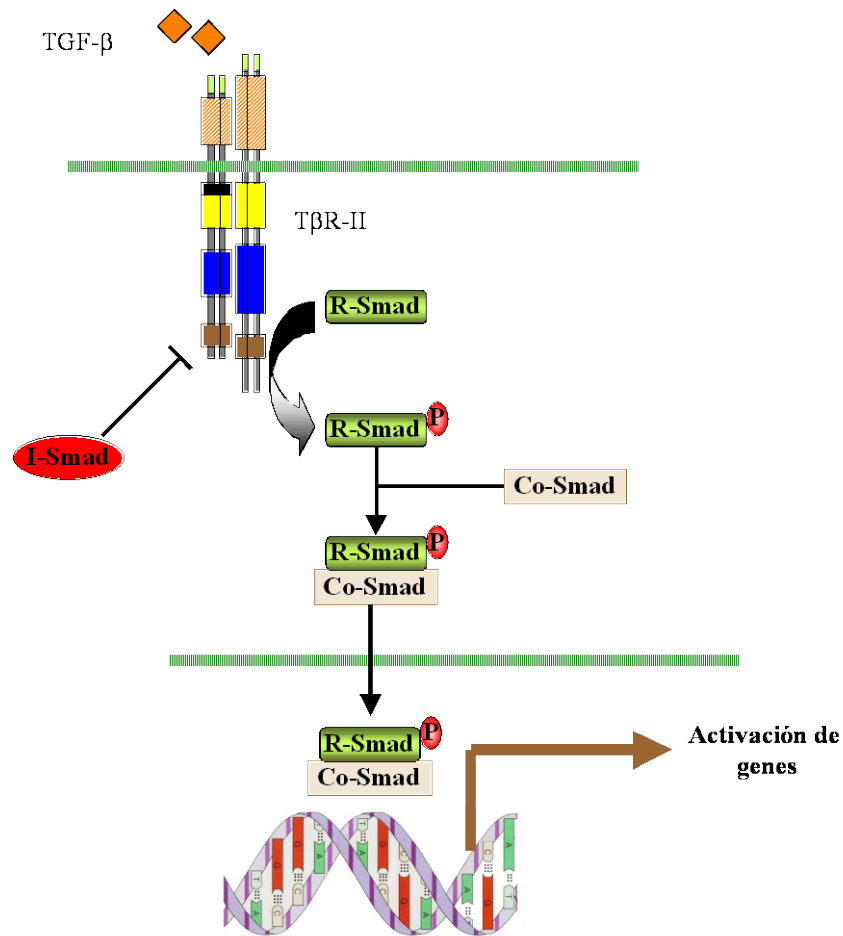 TGF-β
TβR-II
R-Smad
R-Smad P
I-Smad
Co-Smad
R-Smad P
Co-Smad
R-Smad P
Co-Smad
Activación de
genes
T
A
G
C
G
C
T
A
A
T
G
C
C
G
T
A
A
T
C
G
A
T